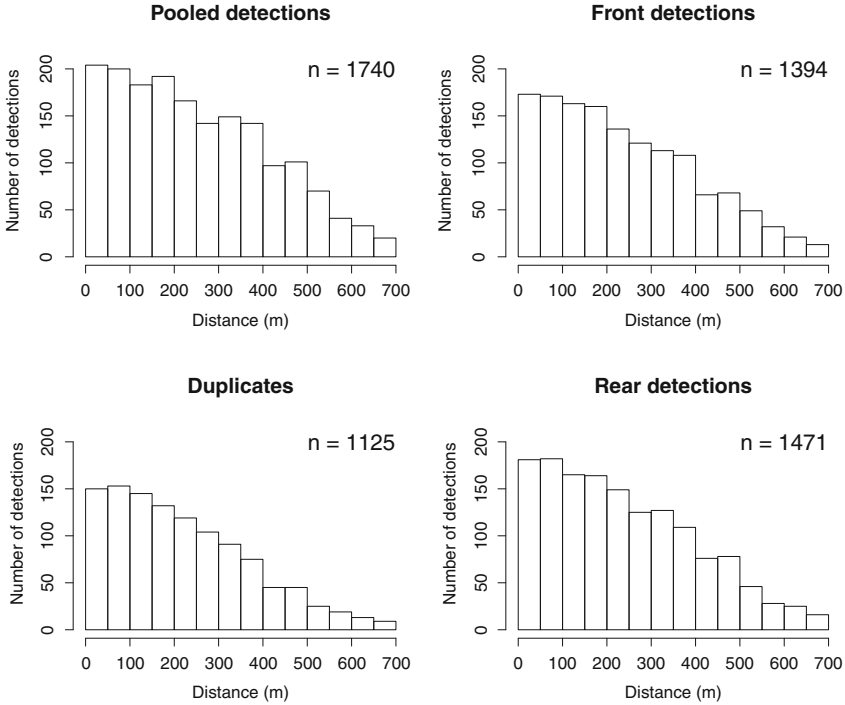 Pooled detections
n = 1740
Number of detections
0 50 100 150 200
0 100 200 300 400 500 600 700
Distance (m)
Front detections
n = 1394
Number of detections
0 50 100 150 200
0 100 200 300 400 500 600 700
Distance (m)
Duplicates
n = 1125
Number of detections
0 50 100 150 200
0 100 200 300 400 500 600 700
Distance (m)
Rear detections
n = 1471
Number of detections
0 50 100 150 200
0 100 200 300 400 500 600 700
Distance (m)